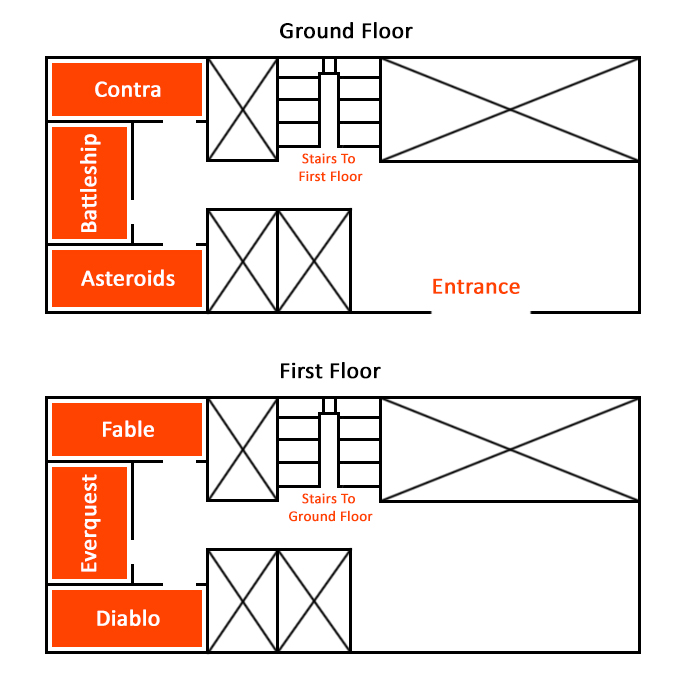 Ground Floor
Contra
Battleship
Stairs To
First Floor
Asteroids
Entrance
First Floor
Fable
Everquest
Stairs To
Ground Floor
Diablo